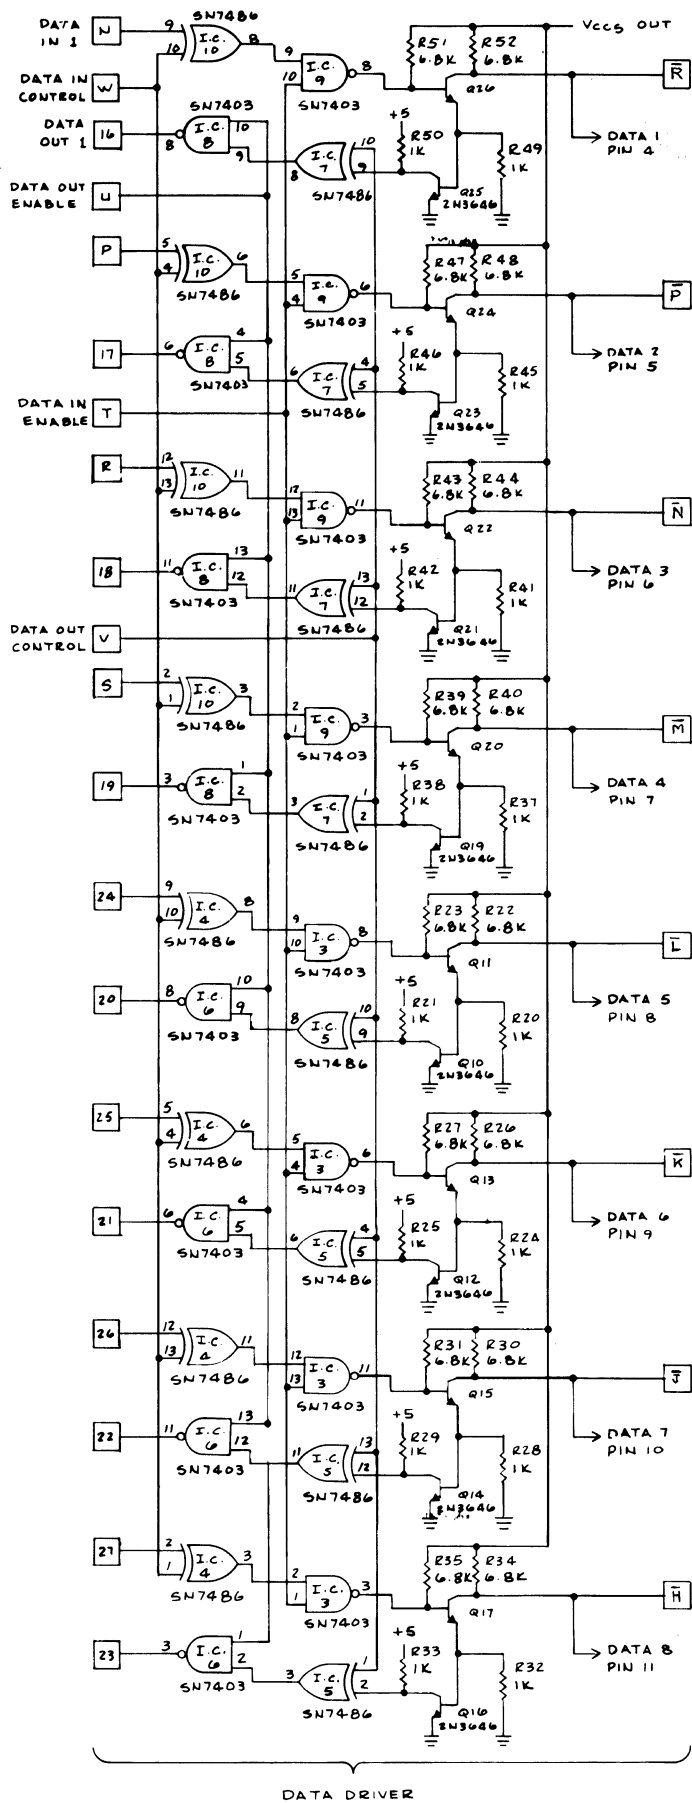 SN7486
DATA IN 1 N 9 10 I.C. 10 8 9 10 I.C. 9 8 R51 6.8K R52 6.8K VCCS OUT
Q26 R̅
DATA IN CONTROL W SN7403 SN7403
DATA OUT 1 16 8 I.C. 8 10 9 8 I.C. 7 10 9 +5 R50 1K R49 1K DATA 1 PIN 4
SN7486 Q25 2N3646
DATA OUT ENABLE U
P 5 4 I.C. 10 6 5 4 I.C. 9 6 R47 6.8K R48 6.8K P̅
SN7486 SN7403 Q24
17 6 I.C. 8 4 5 6 I.C. 7 4 5 +5 R46 1K R45 1K DATA 2 PIN 5
SN7403 SN7486 Q23 2N3646
DATA IN ENABLE T
R 12 13 I.C. 10 11 12 13 I.C. 9 11 R43 6.8K R44 6.8K N̅
SN7486 SN7403 Q22
18 11 I.C. 8 13 12 11 I.C. 7 13 12 +5 R42 1K R41 1K DATA 3 PIN 6
SN7403 SN7486 Q21 2N3646
DATA OUT CONTROL V
S 2 1 I.C. 10 3 2 1 I.C. 9 3 R39 6.8K R40 6.8K M̅
SN7486 SN7403 Q20
19 3 I.C. 8 1 2 3 I.C. 7 1 2 +5 R38 1K R37 1K DATA 4 PIN 7
SN7403 SN7486 Q19 2N3646
24 9 10 I.C. 4 8 9 10 I.C. 3 8 R23 6.8K R22 6.8K L̅
SN7486 SN7403 Q11
20 8 I.C. 6 10 9 8 I.C. 5 10 9 +5 R21 1K R20 1K DATA 5 PIN 8
SN7403 SN7486 Q10 2N3646
25 5 4 I.C. 4 6 5 4 I.C. 3 6 R27 6.8K R26 6.8K K̅
SN7486 SN7403 Q13
21 6 I.C. 6 4 5 6 I.C. 5 4 5 +5 R25 1K R24 1K DATA 6 PIN 9
SN7403 SN7486 Q12 2N3646
26 12 13 I.C. 4 11 12 13 I.C. 3 11 R31 6.8K R30 6.8K J̅
SN7486 SN7403 Q15
22 11 I.C. 6 13 12 11 I.C. 5 13 12 +5 R29 1K R28 1K DATA 7 PIN 10
SN7403 SN7486 Q14 2N3646
27 2 1 I.C. 4 3 2 1 I.C. 3 3 R35 6.8K R34 6.8K H̅
SN7486 SN7403 Q17
23 3 I.C. 6 1 2 3 I.C. 5 1 2 +5 R33 1K R32 1K DATA 8 PIN 11
SN7403 SN7486 Q16 2N3646
DATA DRIVER